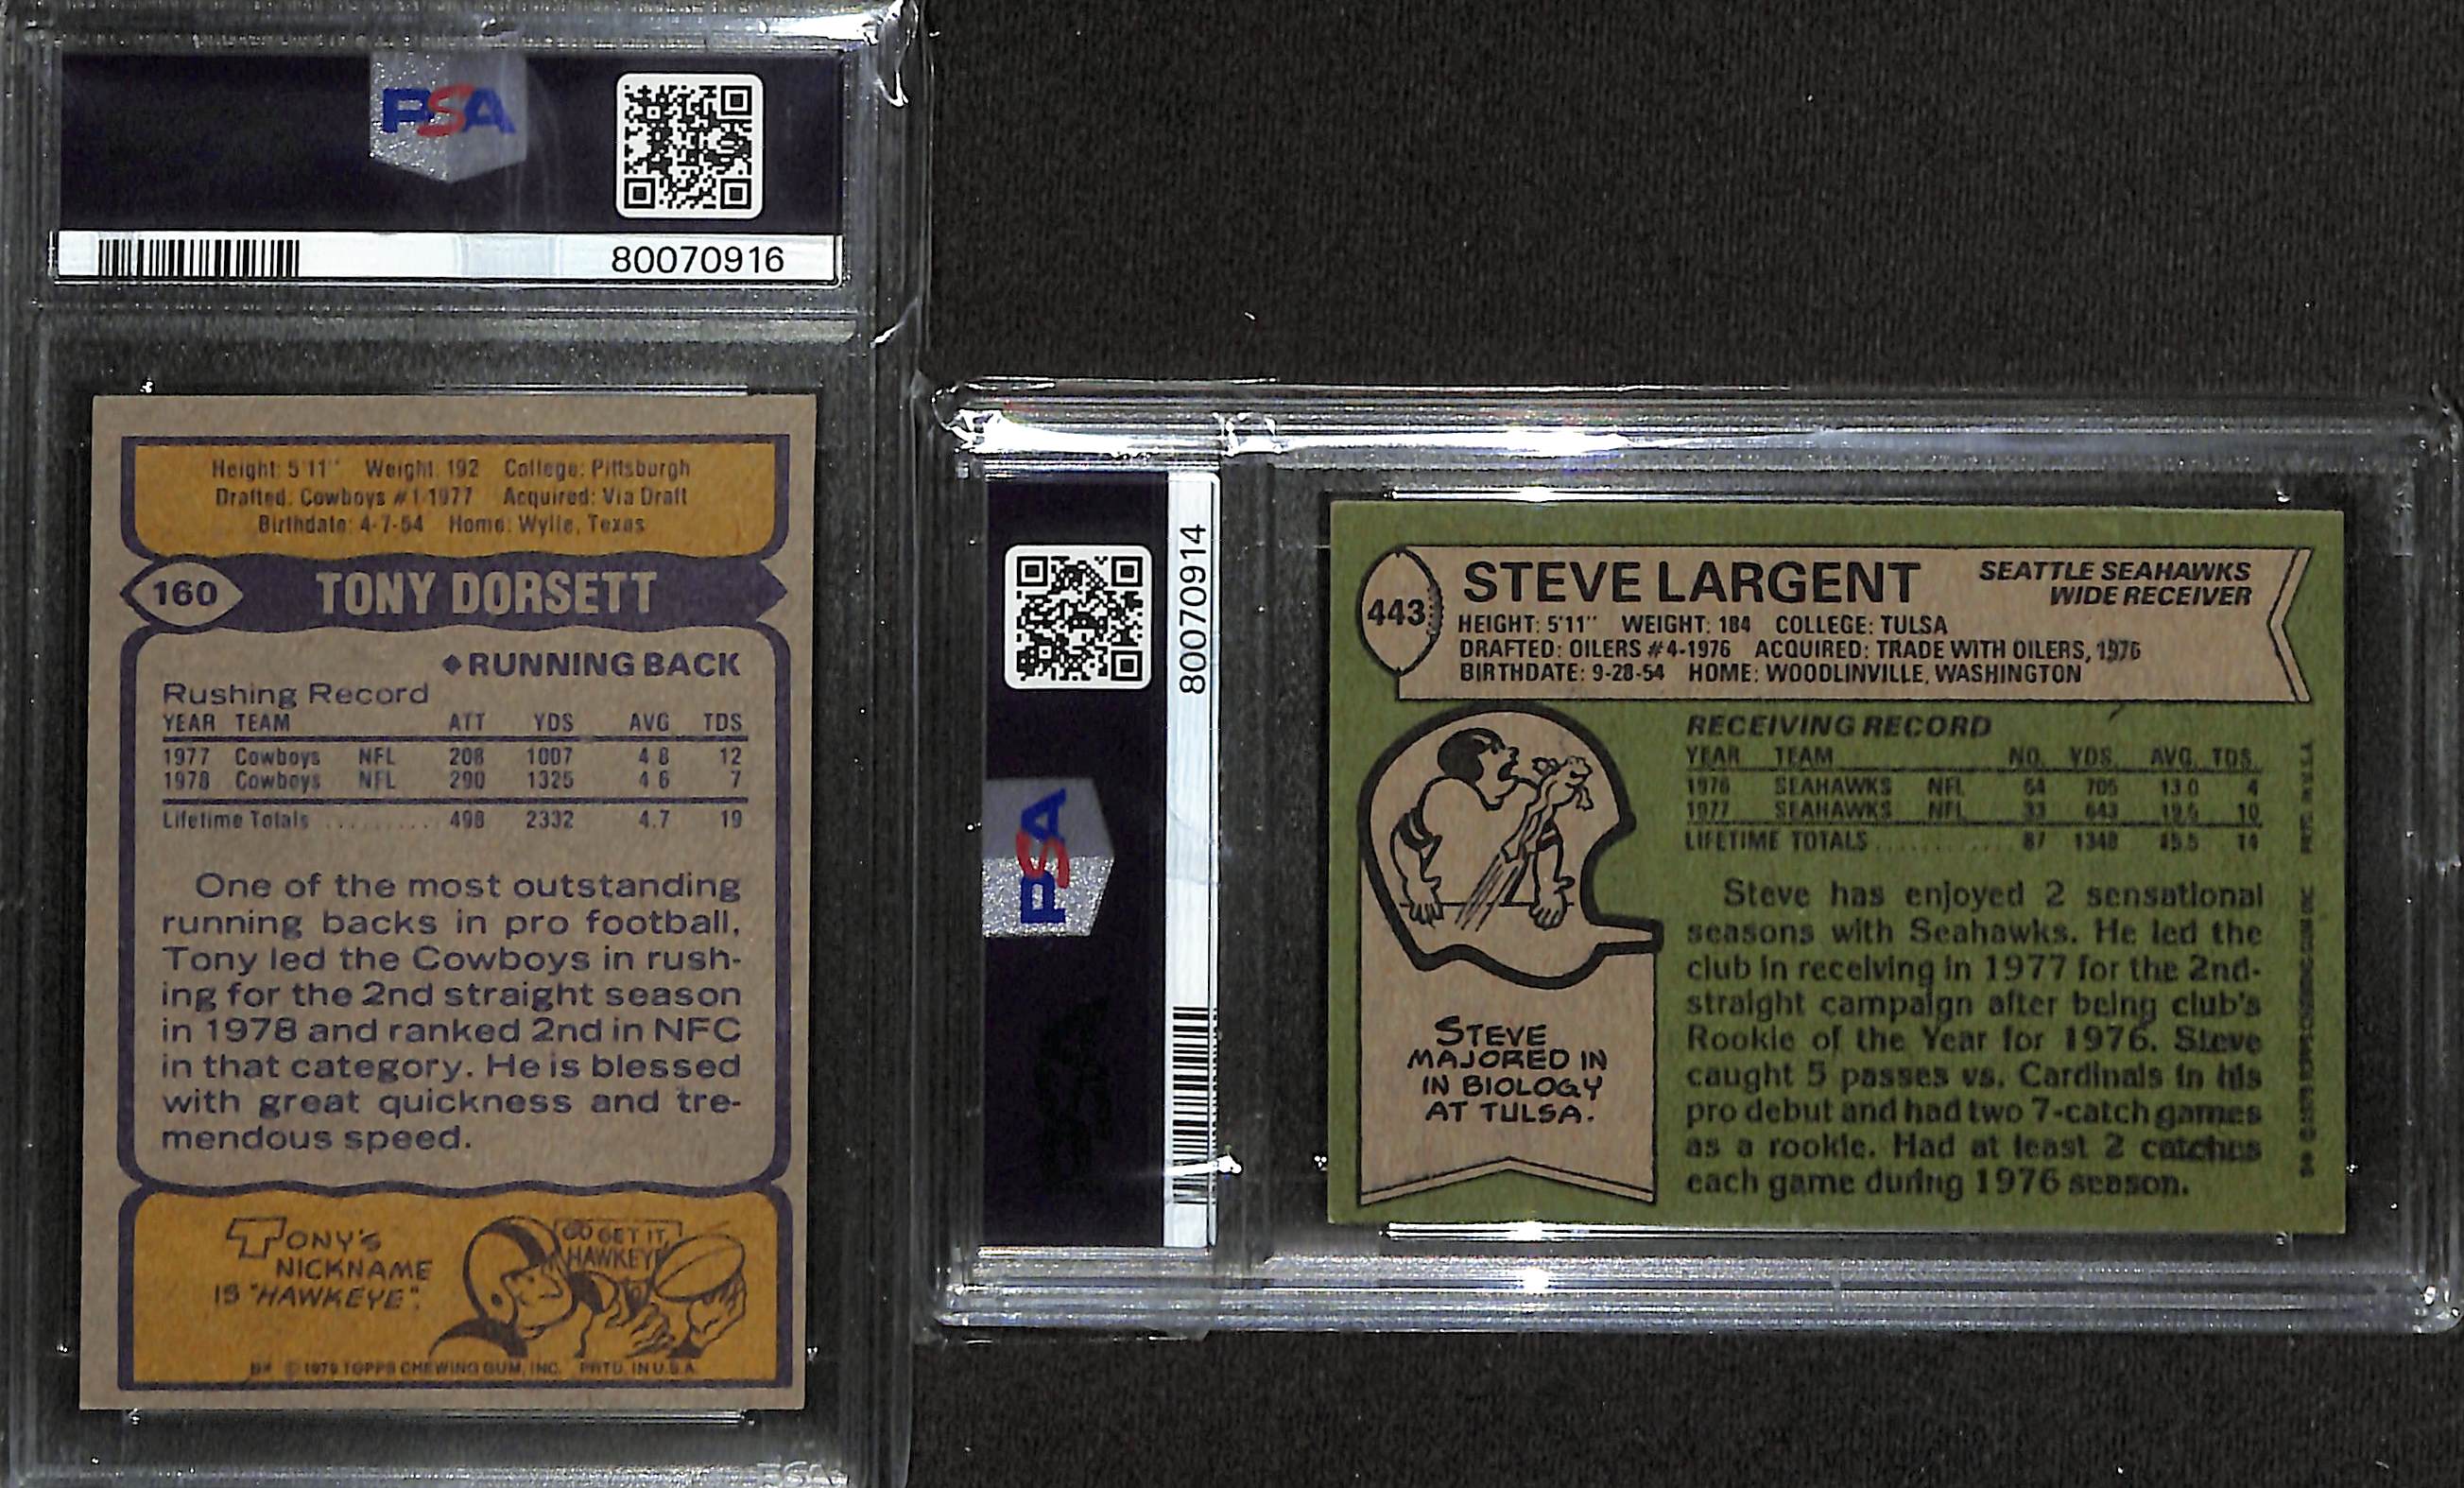 PSA
80070916
Height: 5'11" Weight: 192 College: Pittsburgh
Drafted: Cowboys #1-1977 Acquired: Via Draft
Birthdate: 4-7-54 Home: Wylie, Texas
160 TONY DORSETT
◆RUNNING BACK
Rushing Record
YEAR TEAM ATT YDS AVG TDS
1977 Cowboys NFL 208 1007 4.8 12
1978 Cowboys NFL 290 1325 4.6 7
Lifetime Totals .......... 498 2332 4.7 19
One of the most outstanding
running backs in pro football,
Tony led the Cowboys in rush-
ing for the 2nd straight season
in 1978 and ranked 2nd in NFC
in that category. He is blessed
with great quickness and tre-
mendous speed.
TONY'S
NICKNAME
IS "HAWKEYE".
GO GET IT,
HAWKEYE
© 1979 TOPPS CHEWING GUM, INC. PRTD. IN U.S.A.
PSA
80070914
443 STEVE LARGENT
SEATTLE SEAHAWKS
WIDE RECEIVER
HEIGHT: 5'11" WEIGHT: 184 COLLEGE: TULSA
DRAFTED: OILERS #4-1976 ACQUIRED: TRADE WITH OILERS, 1976
BIRTHDATE: 9-28-54 HOME: WOODLINVILLE, WASHINGTON
RECEIVING RECORD
YEAR TEAM NO. YDS. AVG. TDS.
1976 SEAHAWKS NFL 54 705 13.0 4
1977 SEAHAWKS NFL 33 643 19.5 10
LIFETIME TOTALS ............ 87 1348 15.5 14
Steve has enjoyed 2 sensational
seasons with Seahawks. He led the
club in receiving in 1977 for the 2nd-
straight campaign after being club's
Rookie of the Year for 1976. Steve
caught 5 passes vs. Cardinals in his
pro debut and had two 7-catch games
as a rookie. Had at least 2 catches
each game during 1976 season.
STEVE
MAJORED IN
IN BIOLOGY
AT TULSA.
© 1978 TOPPS CHEWING GUM INC. PRTD. IN U.S.A.